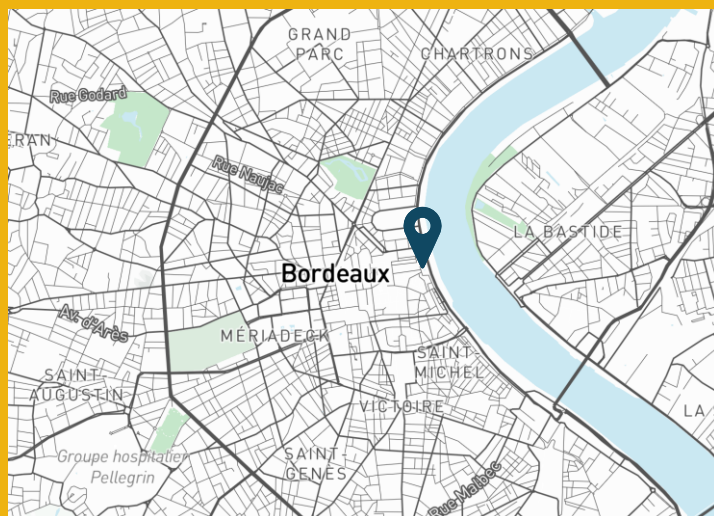 GRAND
PARC
CHARTRONS
Rue Godard
ÉRAN
Rue Naujac
LA BASTIDE
Bordeaux
Av. d'Arès
MÉRIADECK
SAINT-
MICHEL
SAINT-
AUGUSTIN
VICTOIRE
LA
Groupe hospitalier
Pellegrin
SAINT-
GENÈS
Rue Malbec